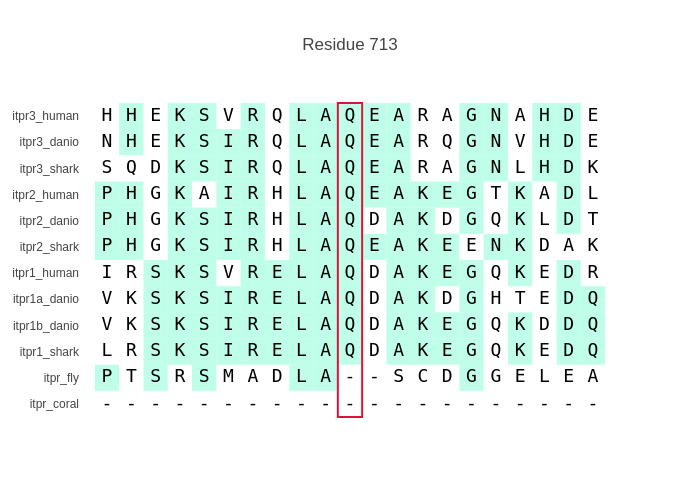 Residue 713
itpr3_human H H E K S V R Q L A Q E A R A G N A H D E
itpr3_danio N H E K S I R Q L A Q E A R Q G N V H D E
itpr3_shark S Q D K S I R Q L A Q E A R A G N L H D K
itpr2_human P H G K A I R H L A Q E A K E G T K A D L
itpr2_danio P H G K S I R H L A Q D A K D G Q K L D T
itpr2_shark P H G K S I R H L A Q E A K E E N K D A K
itpr1_human I R S K S V R E L A Q D A K E G Q K E D R
itpr1a_danio V K S K S I R E L A Q D A K D G H T E D Q
itpr1b_danio V K S K S I R E L A Q D A K E G Q K D D Q
itpr1_shark L R S K S I R E L A Q D A K E G Q K E D Q
itpr_fly P T S R S M A D L A - - S C D G G E L E A
itpr_coral - - - - - - - - - - - - - - - - - - - - -